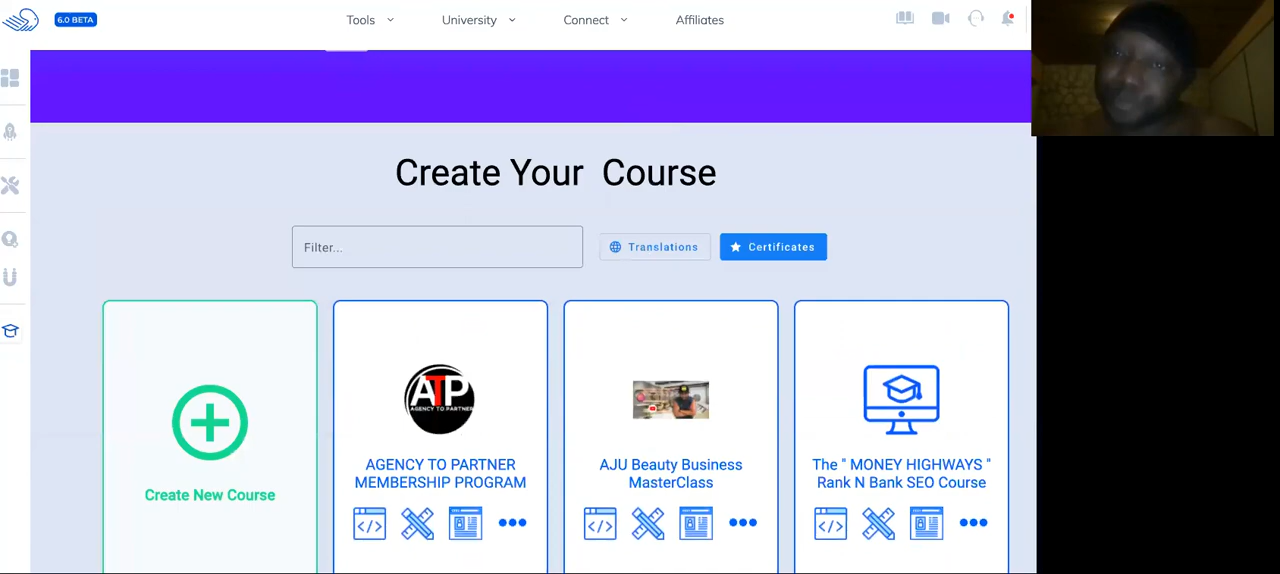 6.0 BETA
Tools
University
Connect
Affiliates
Create Your Course
Filter...
Translations
Certificates
Create New Course
ATP
AGENCY TO PARTNER
AGENCY TO PARTNER
MEMBERSHIP PROGRAM
AJU Beauty Business
MasterClass
The " MONEY HIGHWAYS "
Rank N Bank SEO Course